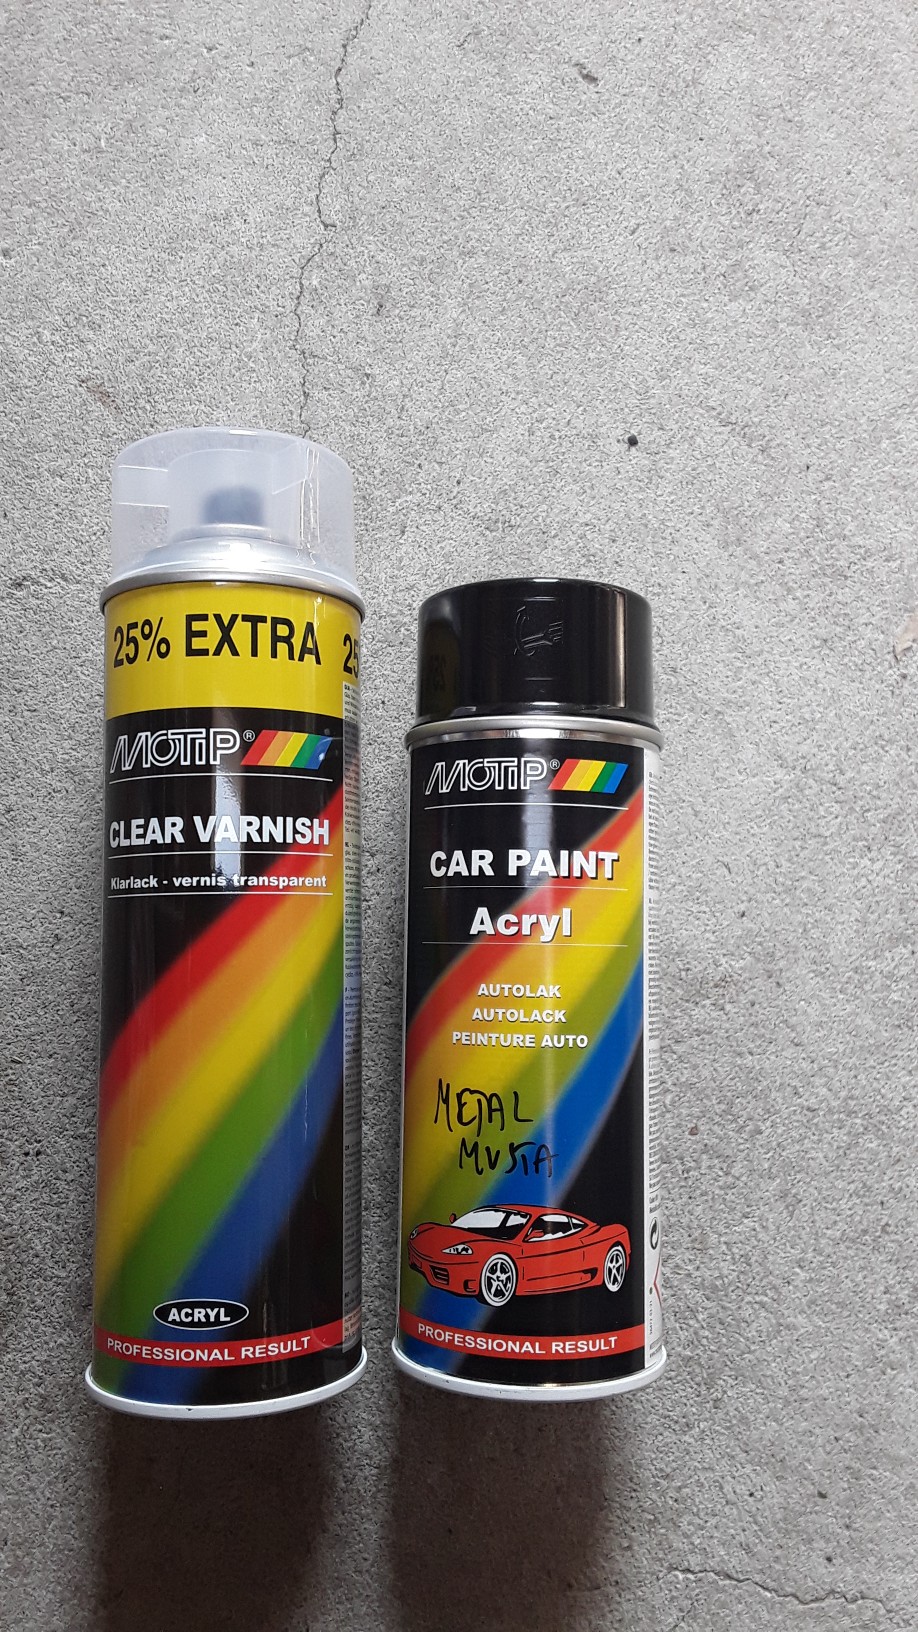 25% EXTRA 25
MOTIP®
CLEAR VARNISH
Klarlack - vernis transparent
ACRYL
PROFESSIONAL RESULT
MOTIP®
CAR PAINT
Acryl
AUTOLAK
AUTOLACK
PEINTURE AUTO
METAL
MUSTA
PROFESSIONAL RESULT